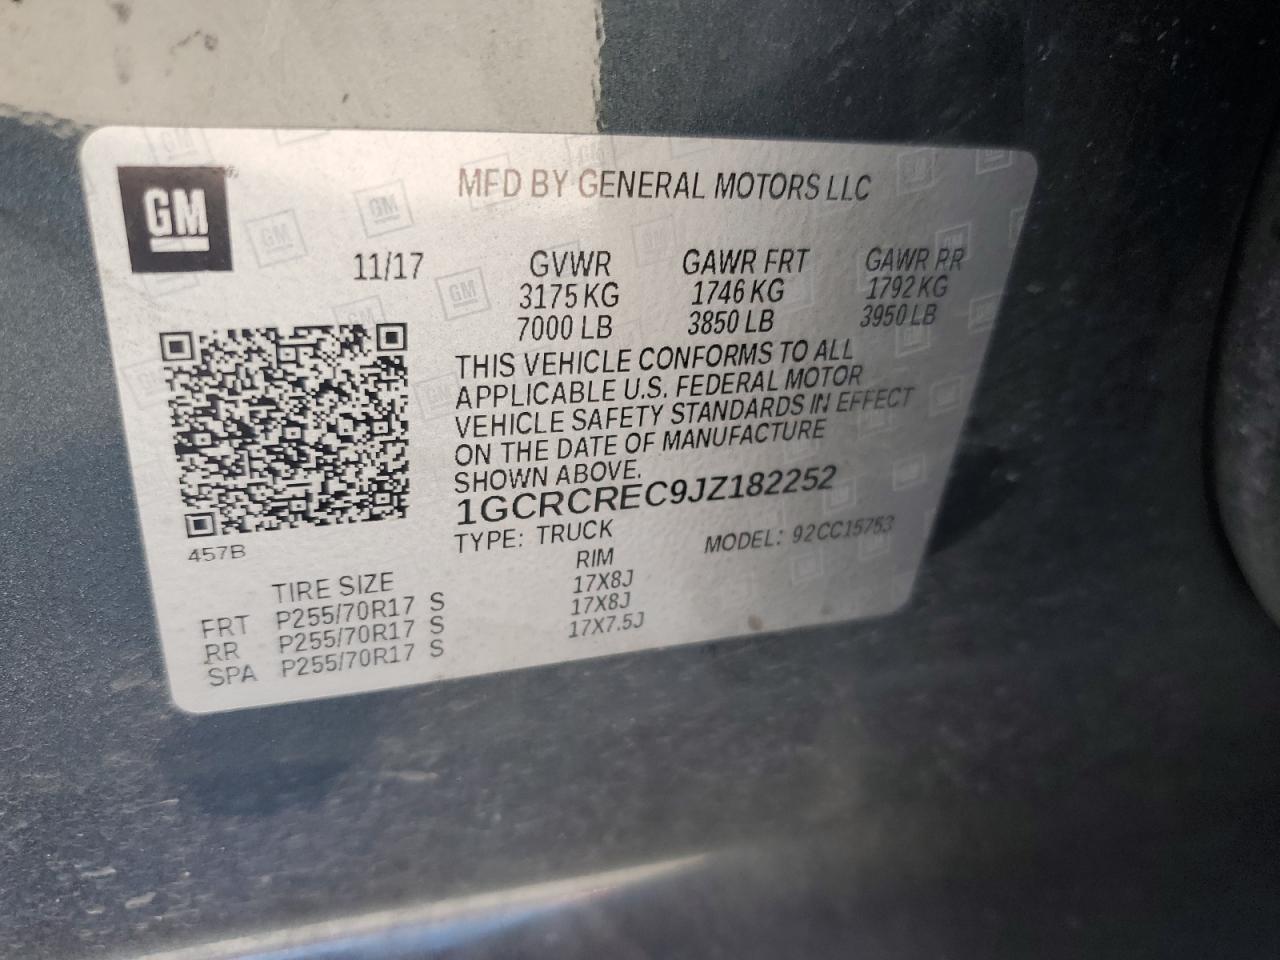 GM
MFD BY GENERAL MOTORS LLC
11/17 GVWR GAWR FRT GAWR RR
3175 KG 1746 KG 1792 KG
7000 LB 3850 LB 3950 LB
THIS VEHICLE CONFORMS TO ALL
APPLICABLE U.S. FEDERAL MOTOR
VEHICLE SAFETY STANDARDS IN EFFECT
ON THE DATE OF MANUFACTURE
SHOWN ABOVE.
1GCRCREC9JZ182252
457B
TYPE: TRUCK MODEL: 92CC15753
TIRE SIZE RIM
FRT P255/70R17 S 17X8J
RR P255/70R17 S 17X8J
SPA P255/70R17 S 17X7.5J